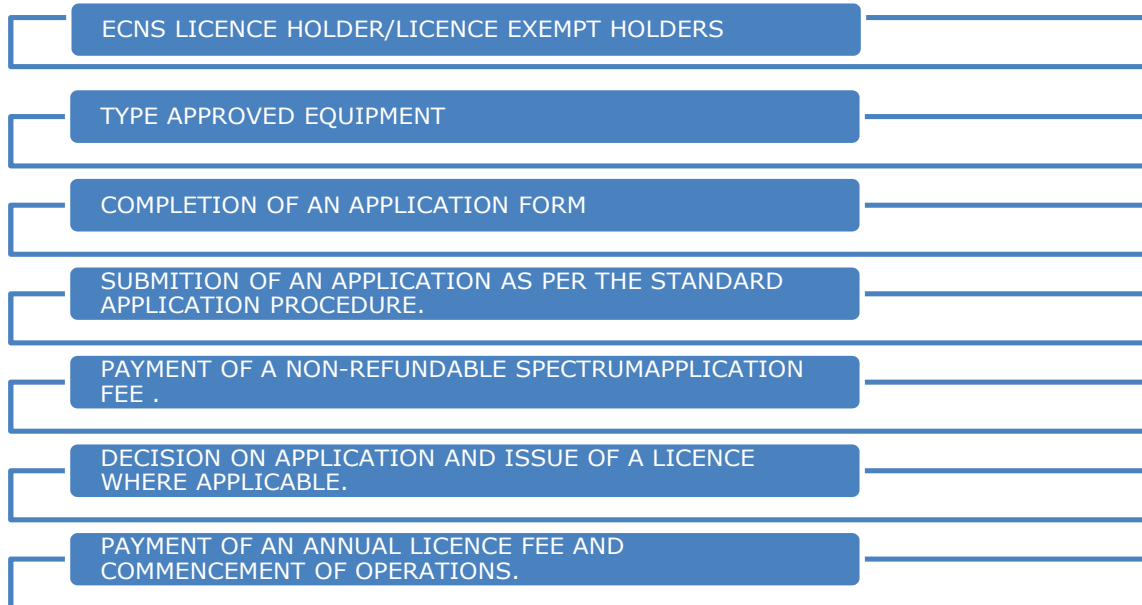 ECNS LICENCE HOLDER/LICENCE EXEMPT HOLDERS
TYPE APPROVED EQUIPMENT
COMPLETION OF AN APPLICATION FORM
SUBMITION OF AN APPLICATION AS PER THE STANDARD
APPLICATION PROCEDURE.
PAYMENT OF A NON-REFUNDABLE SPECTRUMAPPLICATION
FEE .
DECISION ON APPLICATION AND ISSUE OF A LICENCE
WHERE APPLICABLE.
PAYMENT OF AN ANNUAL LICENCE FEE AND
COMMENCEMENT OF OPERATIONS.